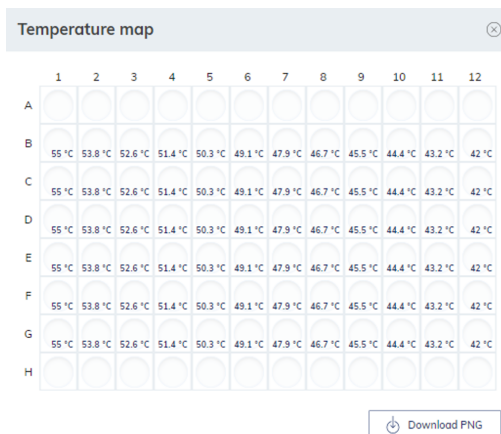 Temperature map
1 2 3 4 5 6 7 8 9 10 11 12
A
B 55 °C 53.8 °C 52.6 °C 51.4 °C 50.3 °C 49.1 °C 47.9 °C 46.7 °C 45.5 °C 44.4 °C 43.2 °C 42 °C
C 55 °C 53.8 °C 52.6 °C 51.4 °C 50.3 °C 49.1 °C 47.9 °C 46.7 °C 45.5 °C 44.4 °C 43.2 °C 42 °C
D 55 °C 53.8 °C 52.6 °C 51.4 °C 50.3 °C 49.1 °C 47.9 °C 46.7 °C 45.5 °C 44.4 °C 43.2 °C 42 °C
E 55 °C 53.8 °C 52.6 °C 51.4 °C 50.3 °C 49.1 °C 47.9 °C 46.7 °C 45.5 °C 44.4 °C 43.2 °C 42 °C
F 55 °C 53.8 °C 52.6 °C 51.4 °C 50.3 °C 49.1 °C 47.9 °C 46.7 °C 45.5 °C 44.4 °C 43.2 °C 42 °C
G 55 °C 53.8 °C 52.6 °C 51.4 °C 50.3 °C 49.1 °C 47.9 °C 46.7 °C 45.5 °C 44.4 °C 43.2 °C 42 °C
H
Download PNG